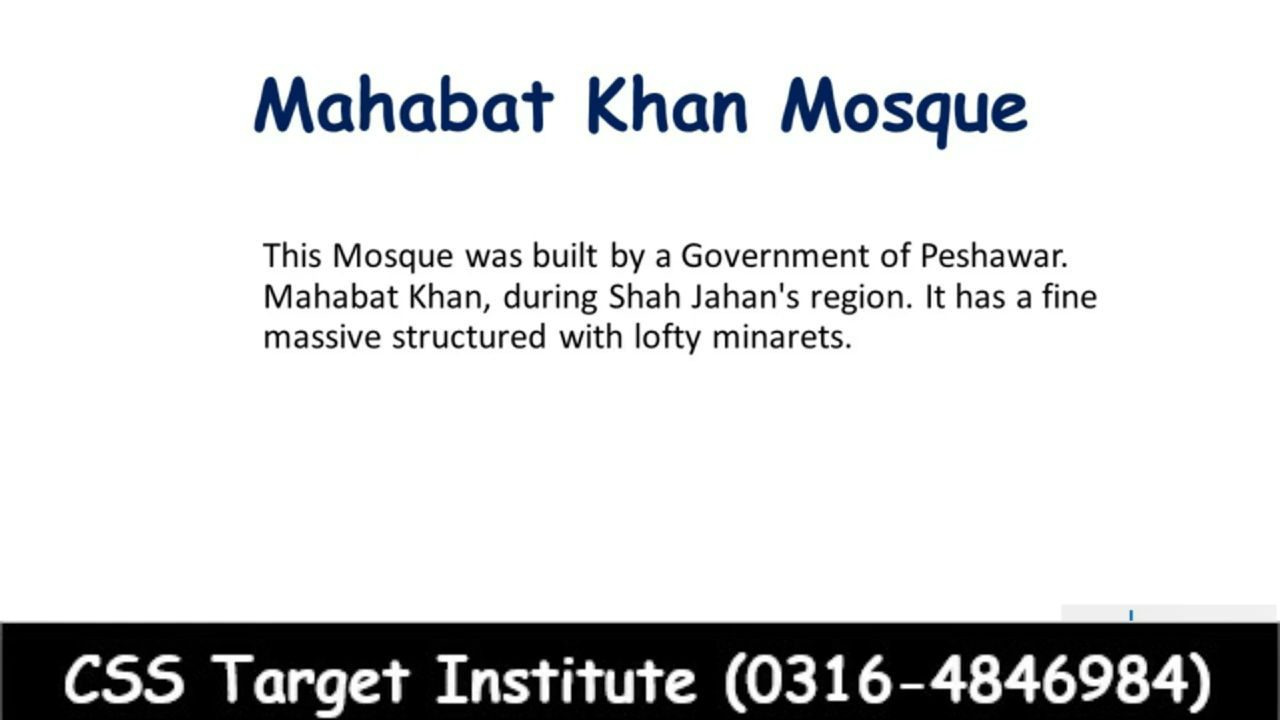 Mahabat Khan Mosque
This Mosque was built by a Government of Peshawar.
Mahabat Khan, during Shah Jahan's region. It has a fine
massive structured with lofty minarets.
CSS Target Institute (0316-4846984)